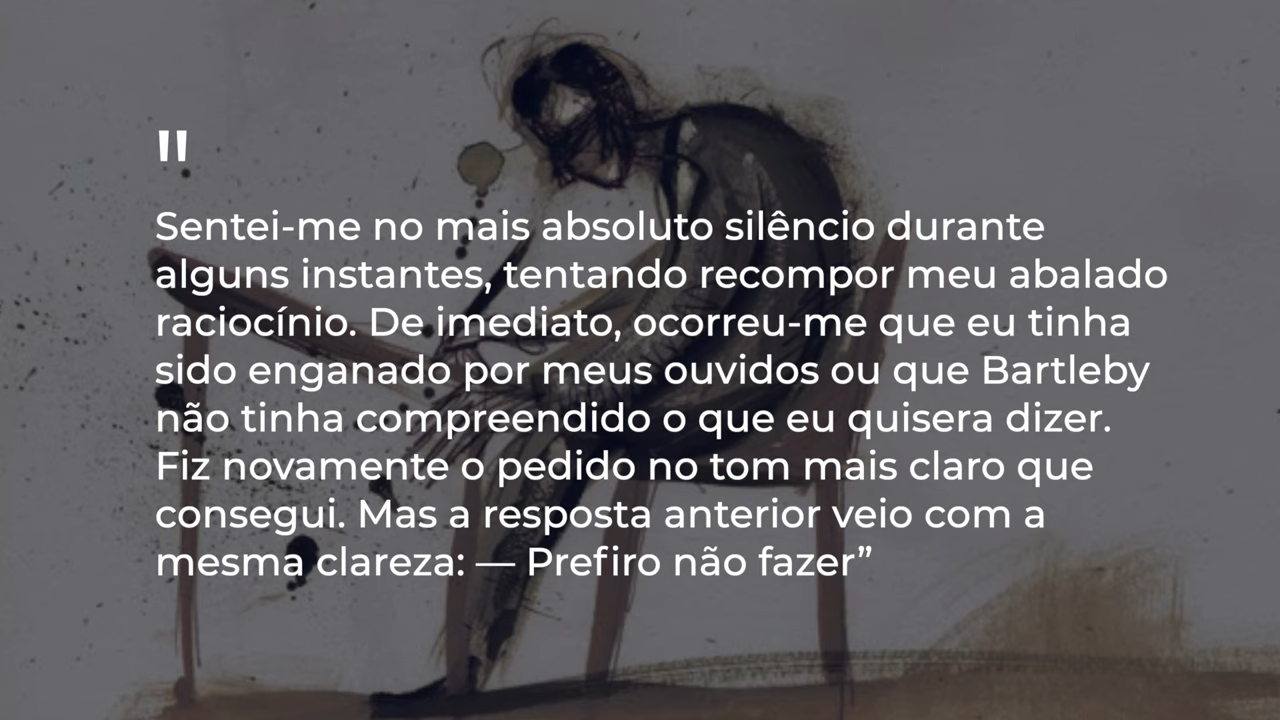 "
Sentei-me no mais absoluto silêncio durante
alguns instantes, tentando recompor meu abalado
raciocínio. De imediato, ocorreu-me que eu tinha
sido enganado por meus ouvidos ou que Bartleby
não tinha compreendido o que eu quisera dizer.
Fiz novamente o pedido no tom mais claro que
consegui. Mas a resposta anterior veio com a
mesma clareza: — Prefiro não fazer”